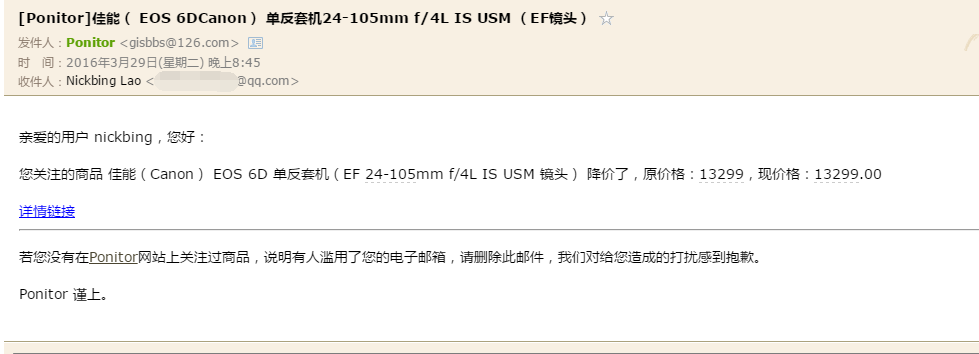 [Ponitor]佳能（ EOS 6DCanon） 单反套机24-105mm f/4L IS USM （EF镜头）
发件人：Ponitor <gisbbs@126.com>
时 间：2016年3月29日(星期二) 晚上8:45
收件人：Nickbing Lao < @qq.com>
亲爱的用户 nickbing，您好：
您关注的商品 佳能（Canon） EOS 6D 单反套机（EF 24-105mm f/4L IS USM 镜头） 降价了，原价格：13299，现价格：13299.00
详情链接
若您没有在Ponitor网站上关注过商品，说明有人滥用了您的电子邮箱，请删除此邮件，我们对给您造成的打扰感到抱歉。
Ponitor 谨上。